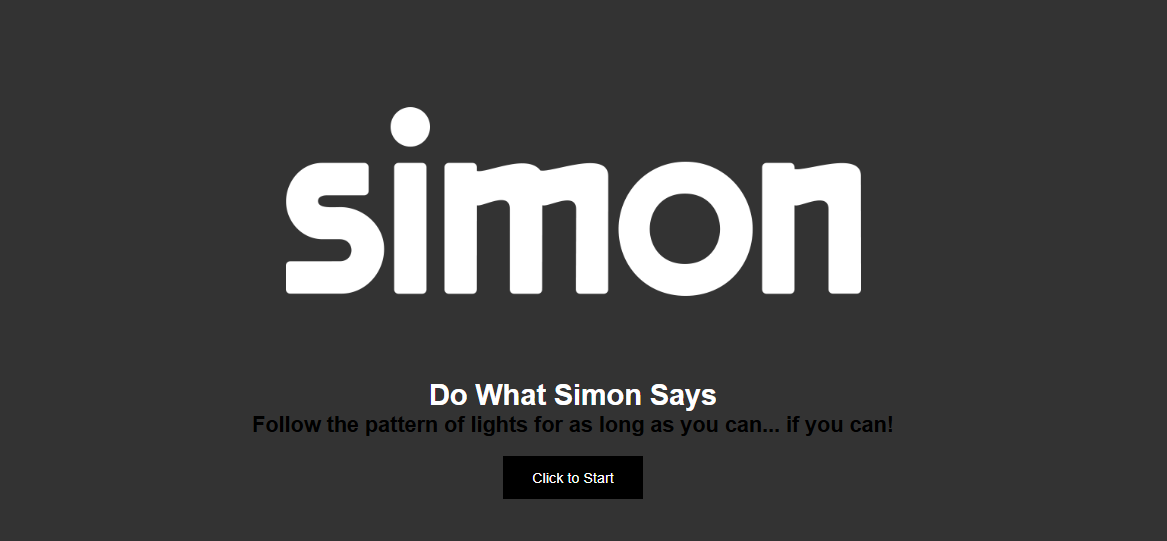 simon
Do What Simon Says
Follow the pattern of lights for as long as you can... if you can!
Click to Start